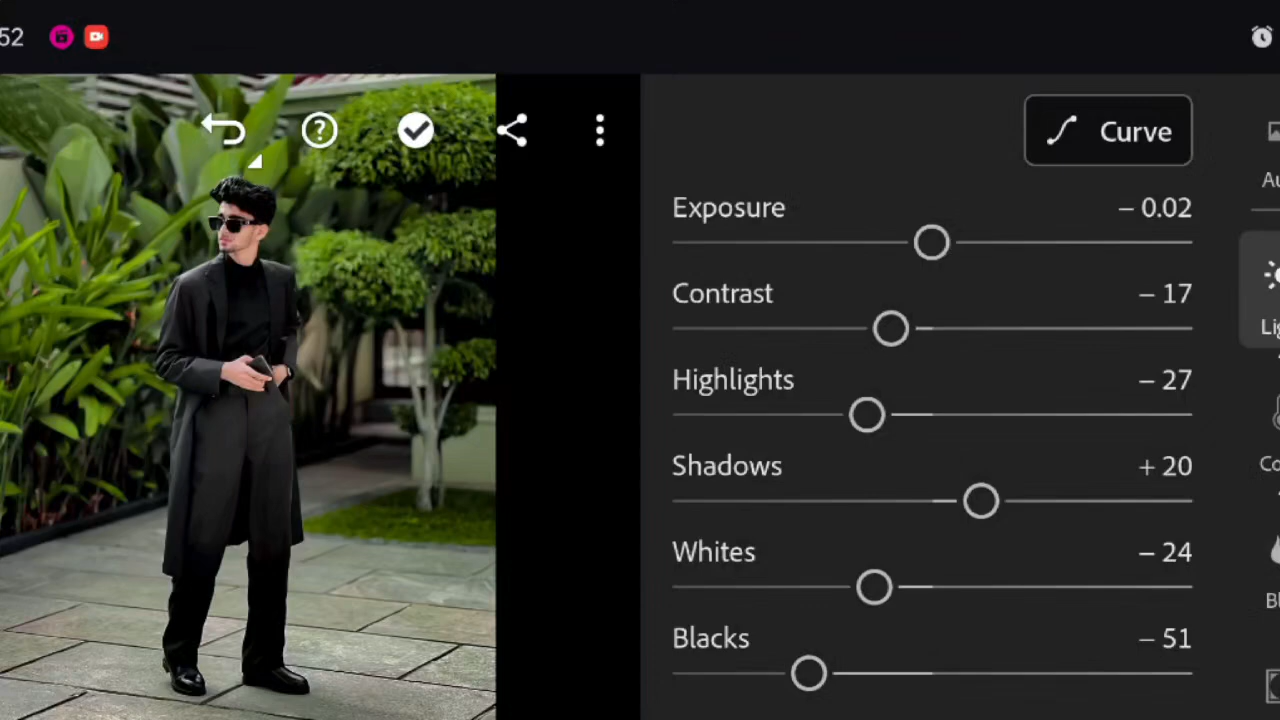 52
Curve
Exposure – 0.02
Contrast – 17
Highlights – 27
Shadows + 20
Whites – 24
Blacks – 51